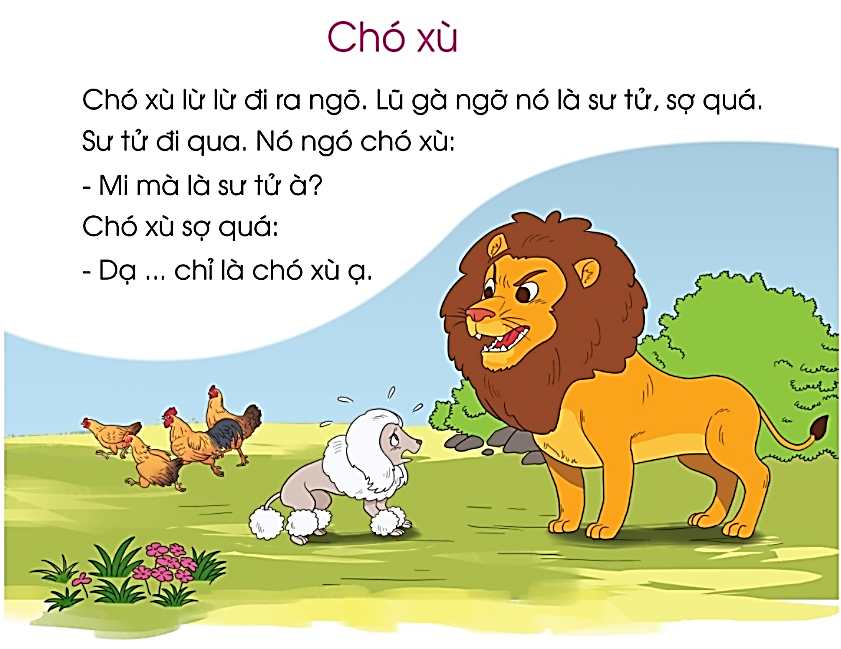 Chó xù
Chó xù lừ lừ đi ra ngõ. Lũ gà ngỡ nó là sư tử, sợ quá.
Sư tử đi qua. Nó ngó chó xù:
- Mi mà là sư tử à?
Chó xù sợ quá:
- Dạ ... chỉ là chó xù ạ.